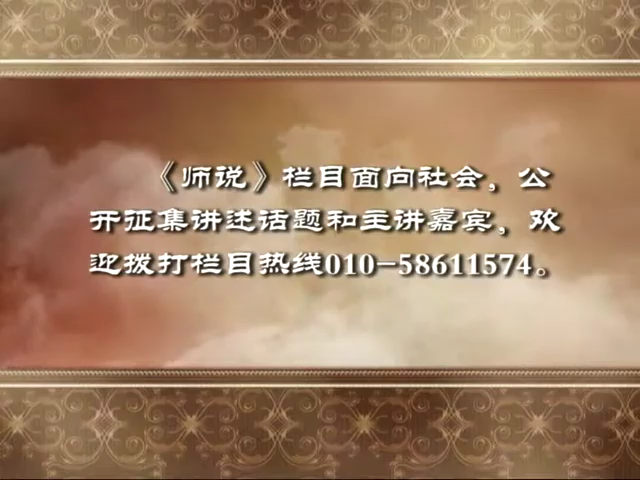 《师说》栏目面向社会，公
开征集讲述话题和主讲嘉宾，欢
迎拨打栏目热线010-58611574。